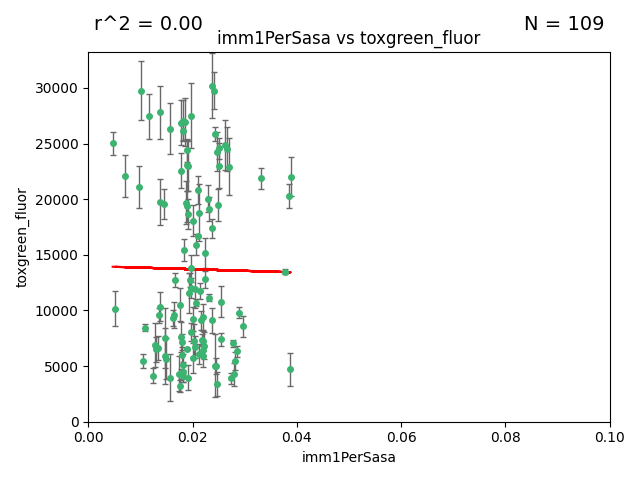 r^2 = 0.00
N = 109
imm1PerSasa vs toxgreen_fluor
toxgreen_fluor
30000
25000
20000
15000
10000
5000
0
0.00
0.02
0.04
0.06
0.08
0.10
imm1PerSasa